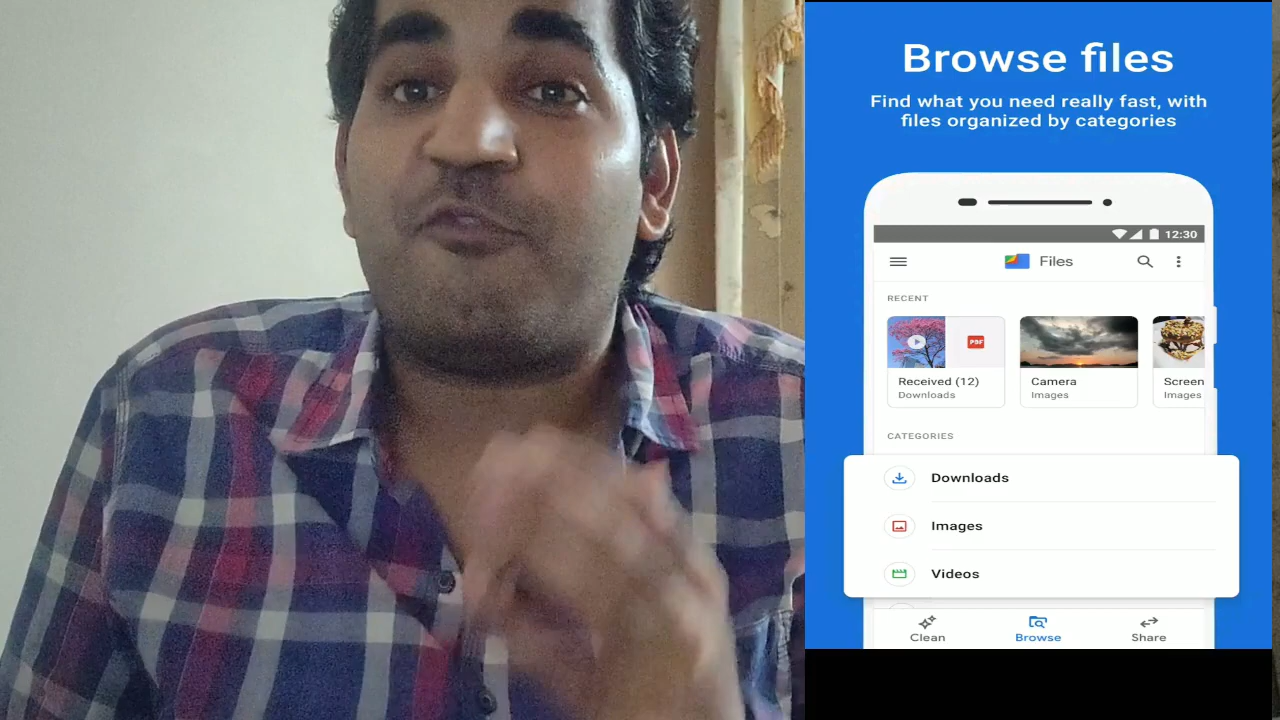 Browse files
Find what you need really fast, with
files organized by categories
12:30
Files
RECENT
PDF
Received (12)
Downloads
Camera
Images
Screen
Images
CATEGORIES
Downloads
Images
Videos
Clean
Browse
Share